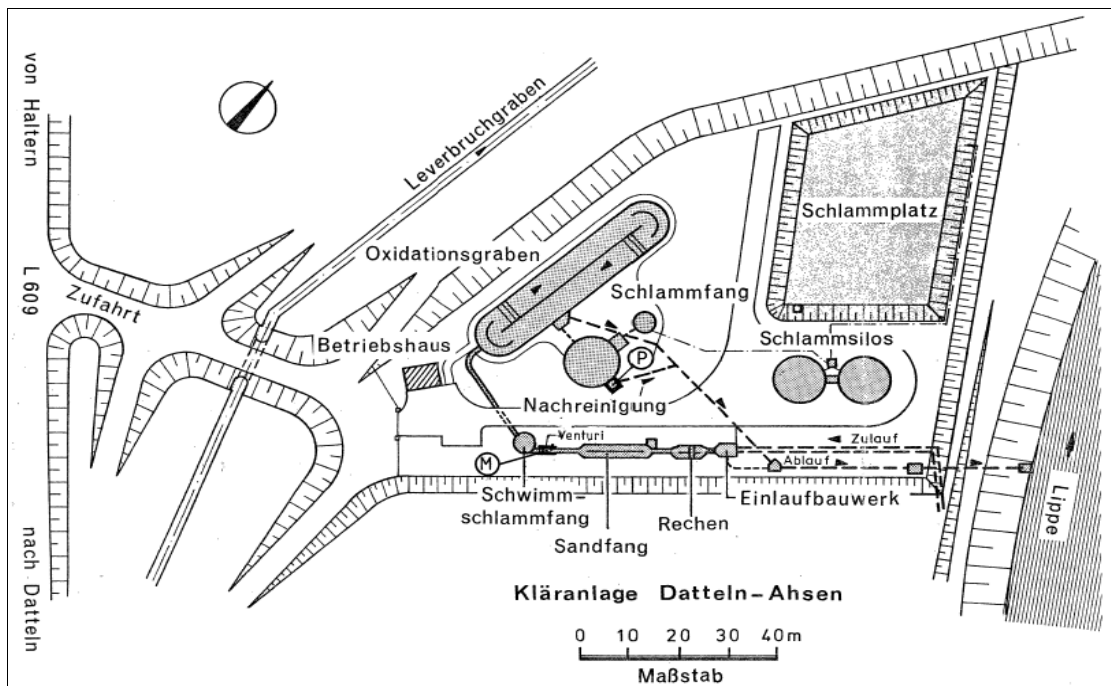 von Haltern
L 609
nach Datteln
Zufahrt
Leverbruchgraben
Oxidationsgraben
Betriebshaus
Schlammfang
P
Nachreinigung
Schlammplatz
Schlammsilos
Zulauf
Ablauf
Venturi
M
Schwimm-
schlammfang
Sandfang
Rechen
Einlaufbauwerk
Lippe
Kläranlage Datteln-Ahsen
0 10 20 30 40 m
Maßstab